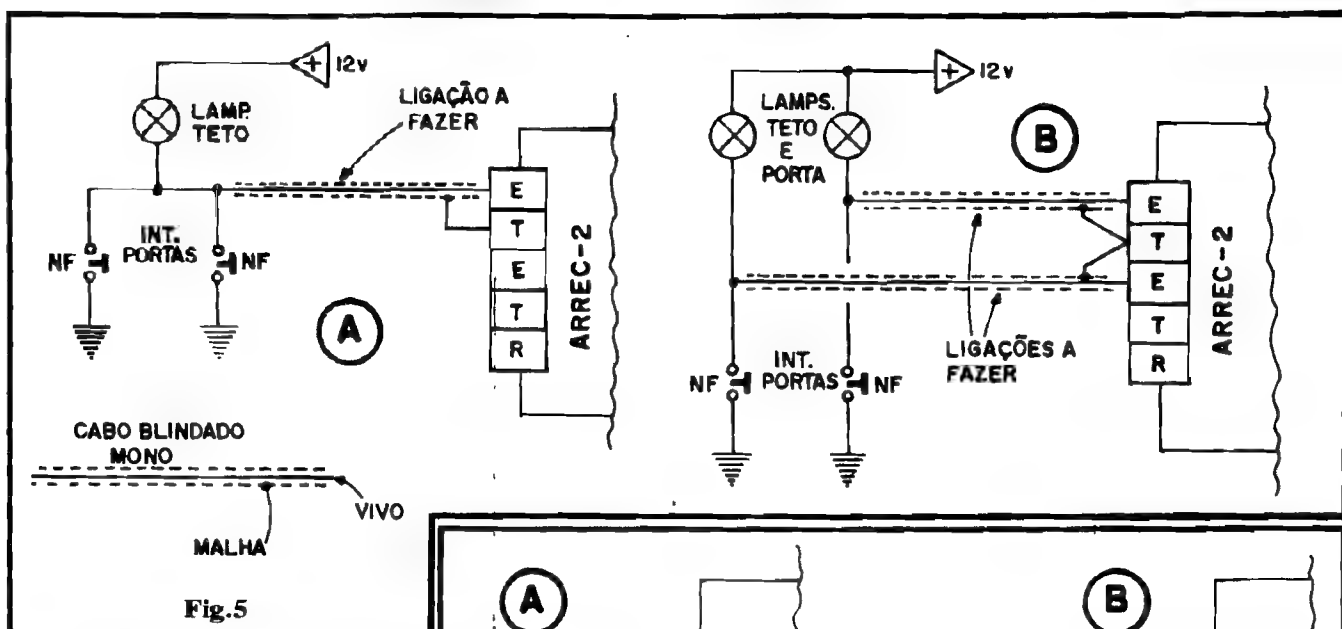 12v
LAMP.
TETO
LIGAÇÃO A
FAZER
E
T
E
T
R
ARREC-2
INT.
PORTAS
NF
NF
A
CABO BLINDADO
MONO
VIVO
MALHA
Fig.5
12v
LAMPS.
TETO
E
PORTA
B
E
T
E
T
R
ARREC-2
LIGAÇÕES A
FAZER
INT.
PORTAS
NF
NF
A
B